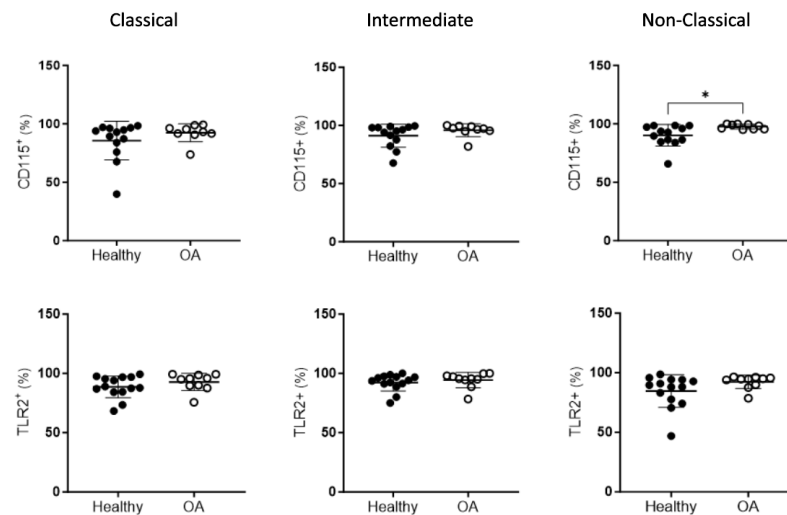 Classical Intermediate Non-Classical
CD115⁺ (%)
150
100
50
0
Healthy OA
CD115+ (%)
150
100
50
0
Healthy OA
CD115+ (%)
150
100
50
0
*
Healthy OA
TLR2⁺ (%)
150
100
50
0
Healthy OA
TLR2+ (%)
150
100
50
0
Healthy OA
TLR2+ (%)
150
100
50
0
Healthy OA